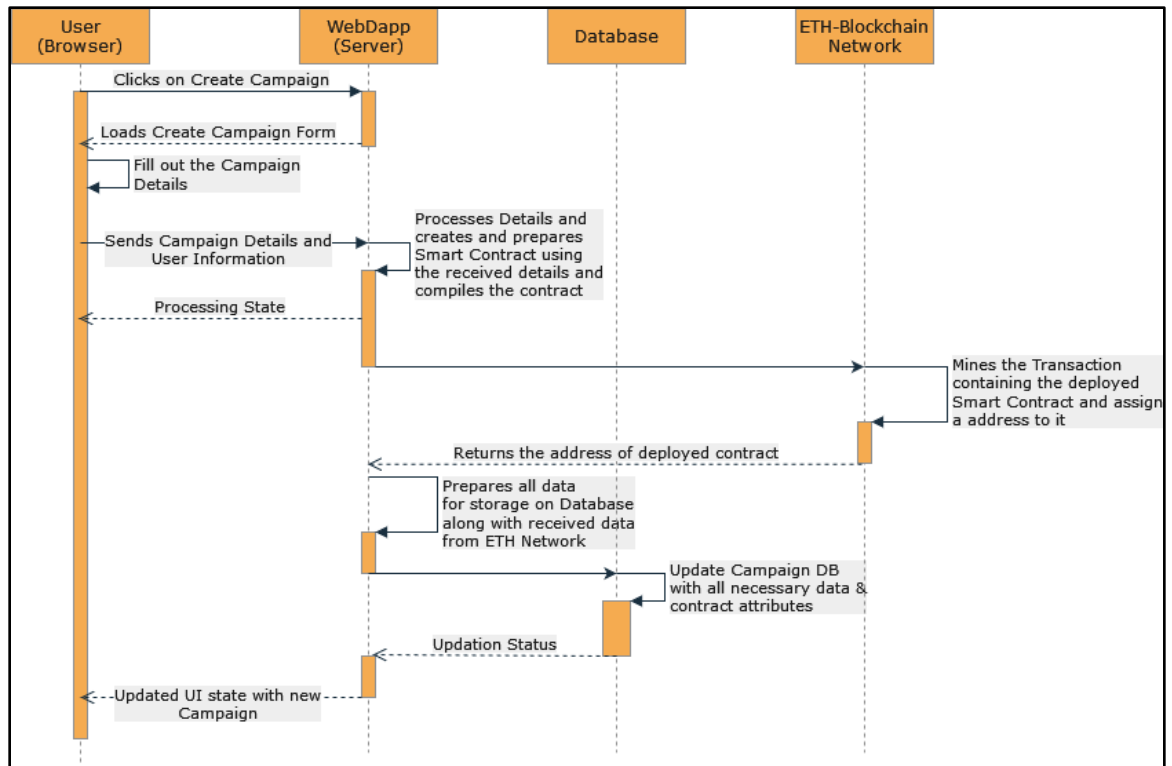 User
(Browser)
WebDapp
(Server)
Database
ETH-Blockchain
Network
Clicks on Create Campaign
Loads Create Campaign Form
Fill out the Campaign
Details
Sends Campaign Details and
User Information
Processes Details and
creates and prepares
Smart Contract using
the received details and
compiles the contract
Processing State
Mines the Transaction
containing the deployed
Smart Contract and assign
a address to it
Returns the address of deployed contract
Prepares all data
for storage on Database
along with received data
from ETH Network
Update Campaign DB
with all necessary data &
contract attributes
Updation Status
Updated UI state with new
Campaign